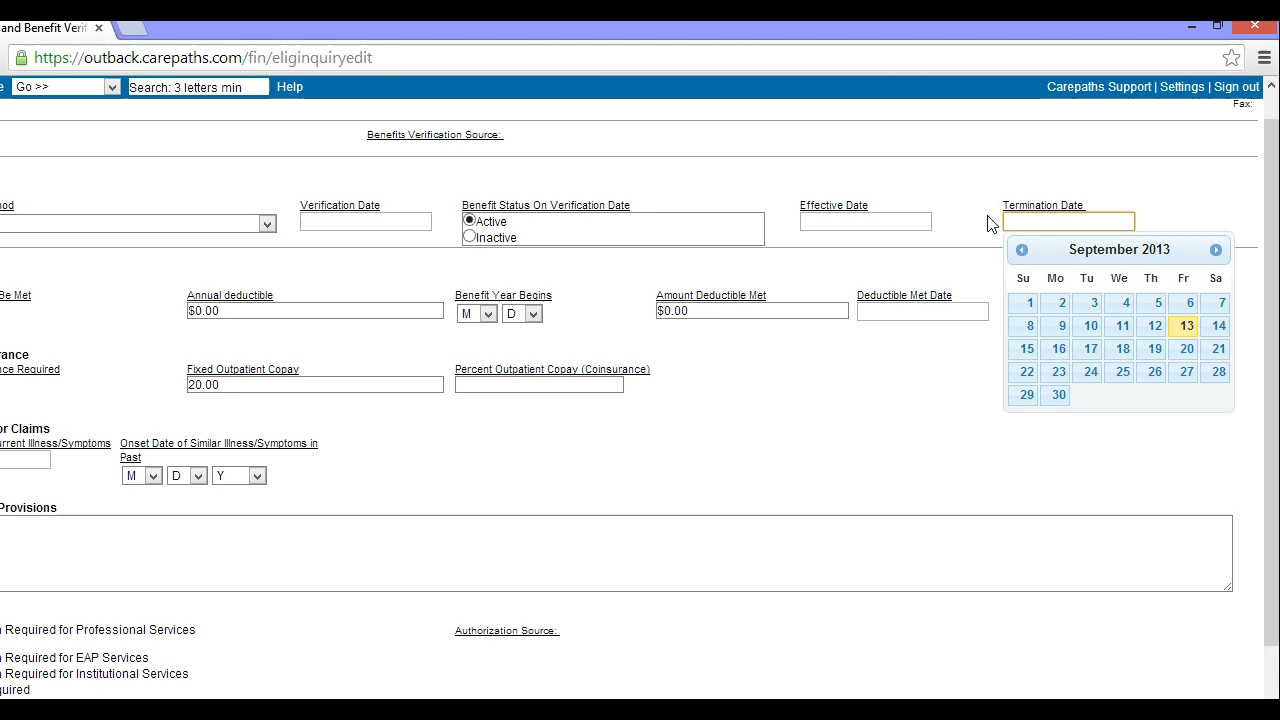 and Benefit Verif
https://outback.carepaths.com/fin/eliginquiryedit
e Go >> Search: 3 letters min Help Carepaths Support | Settings | Sign out
Fax:
Benefits Verification Source:
nod Verification Date Benefit Status On Verification Date Effective Date Termination Date
Active
Inactive
September 2013
Su Mo Tu We Th Fr Sa
1 2 3 4 5 6 7
8 9 10 11 12 13 14
15 16 17 18 19 20 21
22 23 24 25 26 27 28
29 30
Be Met Annual deductible Benefit Year Begins Amount Deductible Met Deductible Met Date
$0.00 M D $0.00
rance
ce Required Fixed Outpatient Copay Percent Outpatient Copay (Coinsurance)
20.00
or Claims
urrent Illness/Symptoms Onset Date of Similar Illness/Symptoms in
Past
M D Y
Provisions
n Required for Professional Services Authorization Source:
n Required for EAP Services
n Required for Institutional Services
quired